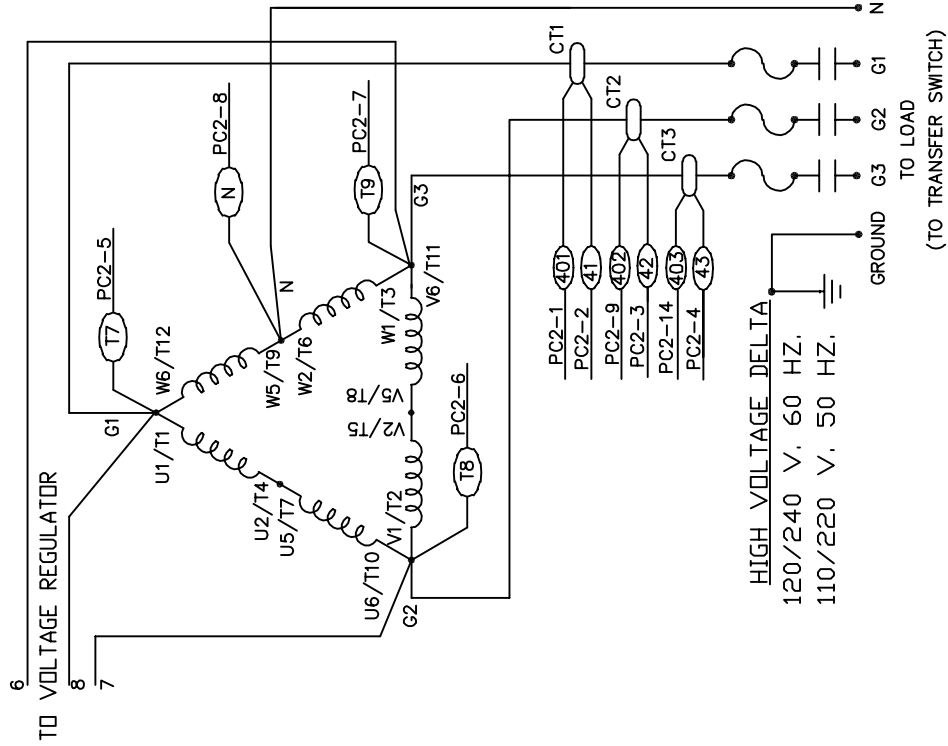 TO VOLTAGE REGULATOR
6
8
7
G1
T7
PC2-5
U1/T1
W6/T12
N
PC2-8
W5/T9
W2/T6
N
T9
PC2-7
U2/T4
U5/T7
W1/T3
V6/T11
G3
U6/T10
V1/T2
V2/T5
V5/T8
G2
T8
PC2-6
CT1
CT2
CT3
PC2-1 401
PC2-2 41
PC2-9 402
PC2-3 42
PC2-14 403
PC2-4 43
N
G1
G2
G3
GROUND
TO LOAD
(TO TRANSFER SWITCH)
HIGH VOLTAGE DELTA
120/240 V. 60 HZ.
110/220 V. 50 HZ.